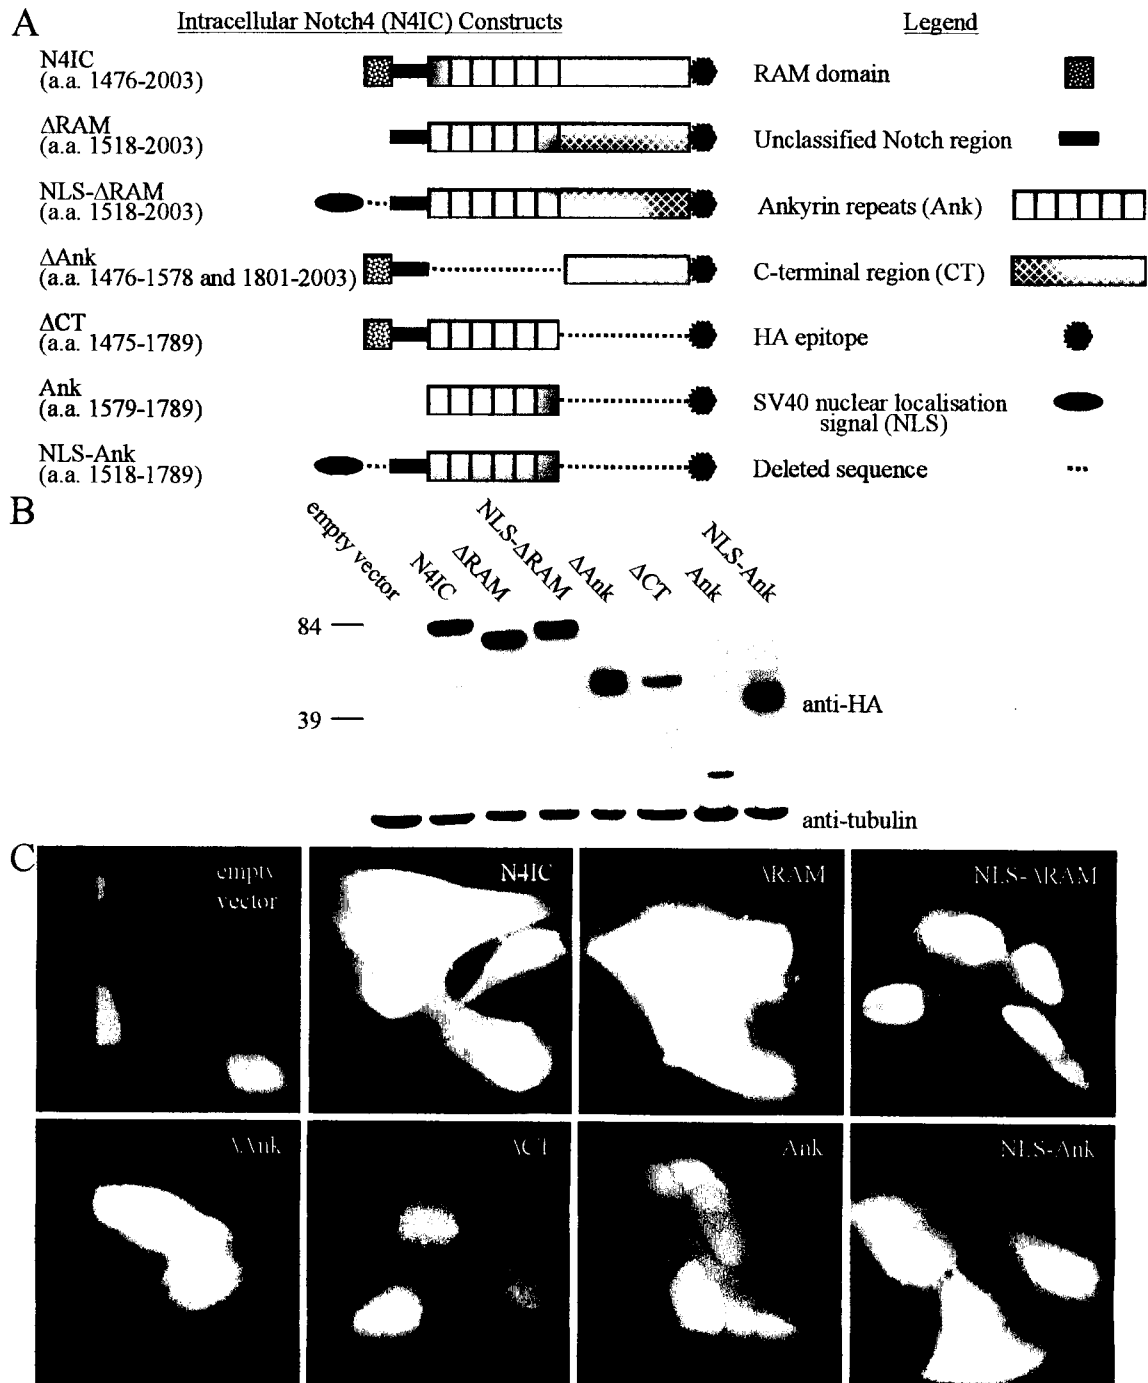 A
Intracellular Notch4 (N4IC) Constructs
Legend
N4IC
(a.a. 1476-2003)
RAM domain
ΔRAM
(a.a. 1518-2003)
Unclassified Notch region
NLS-ΔRAM
(a.a. 1518-2003)
Ankyrin repeats (Ank)
ΔAnk
(a.a. 1476-1578 and 1801-2003)
C-terminal region (CT)
ΔCT
(a.a. 1475-1789)
HA epitope
Ank
(a.a. 1579-1789)
SV40 nuclear localisation
signal (NLS)
NLS-Ank
(a.a. 1518-1789)
Deleted sequence
B
empty vector
N4IC
ΔRAM
NLS-ΔRAM
ΔAnk
ΔCT
Ank
NLS-Ank
84
39
anti-HA
anti-tubulin
C
empty
vector
N4IC
ΔRAM
NLS-ΔRAM
ΔAnk
ΔCT
Ank
NLS-Ank